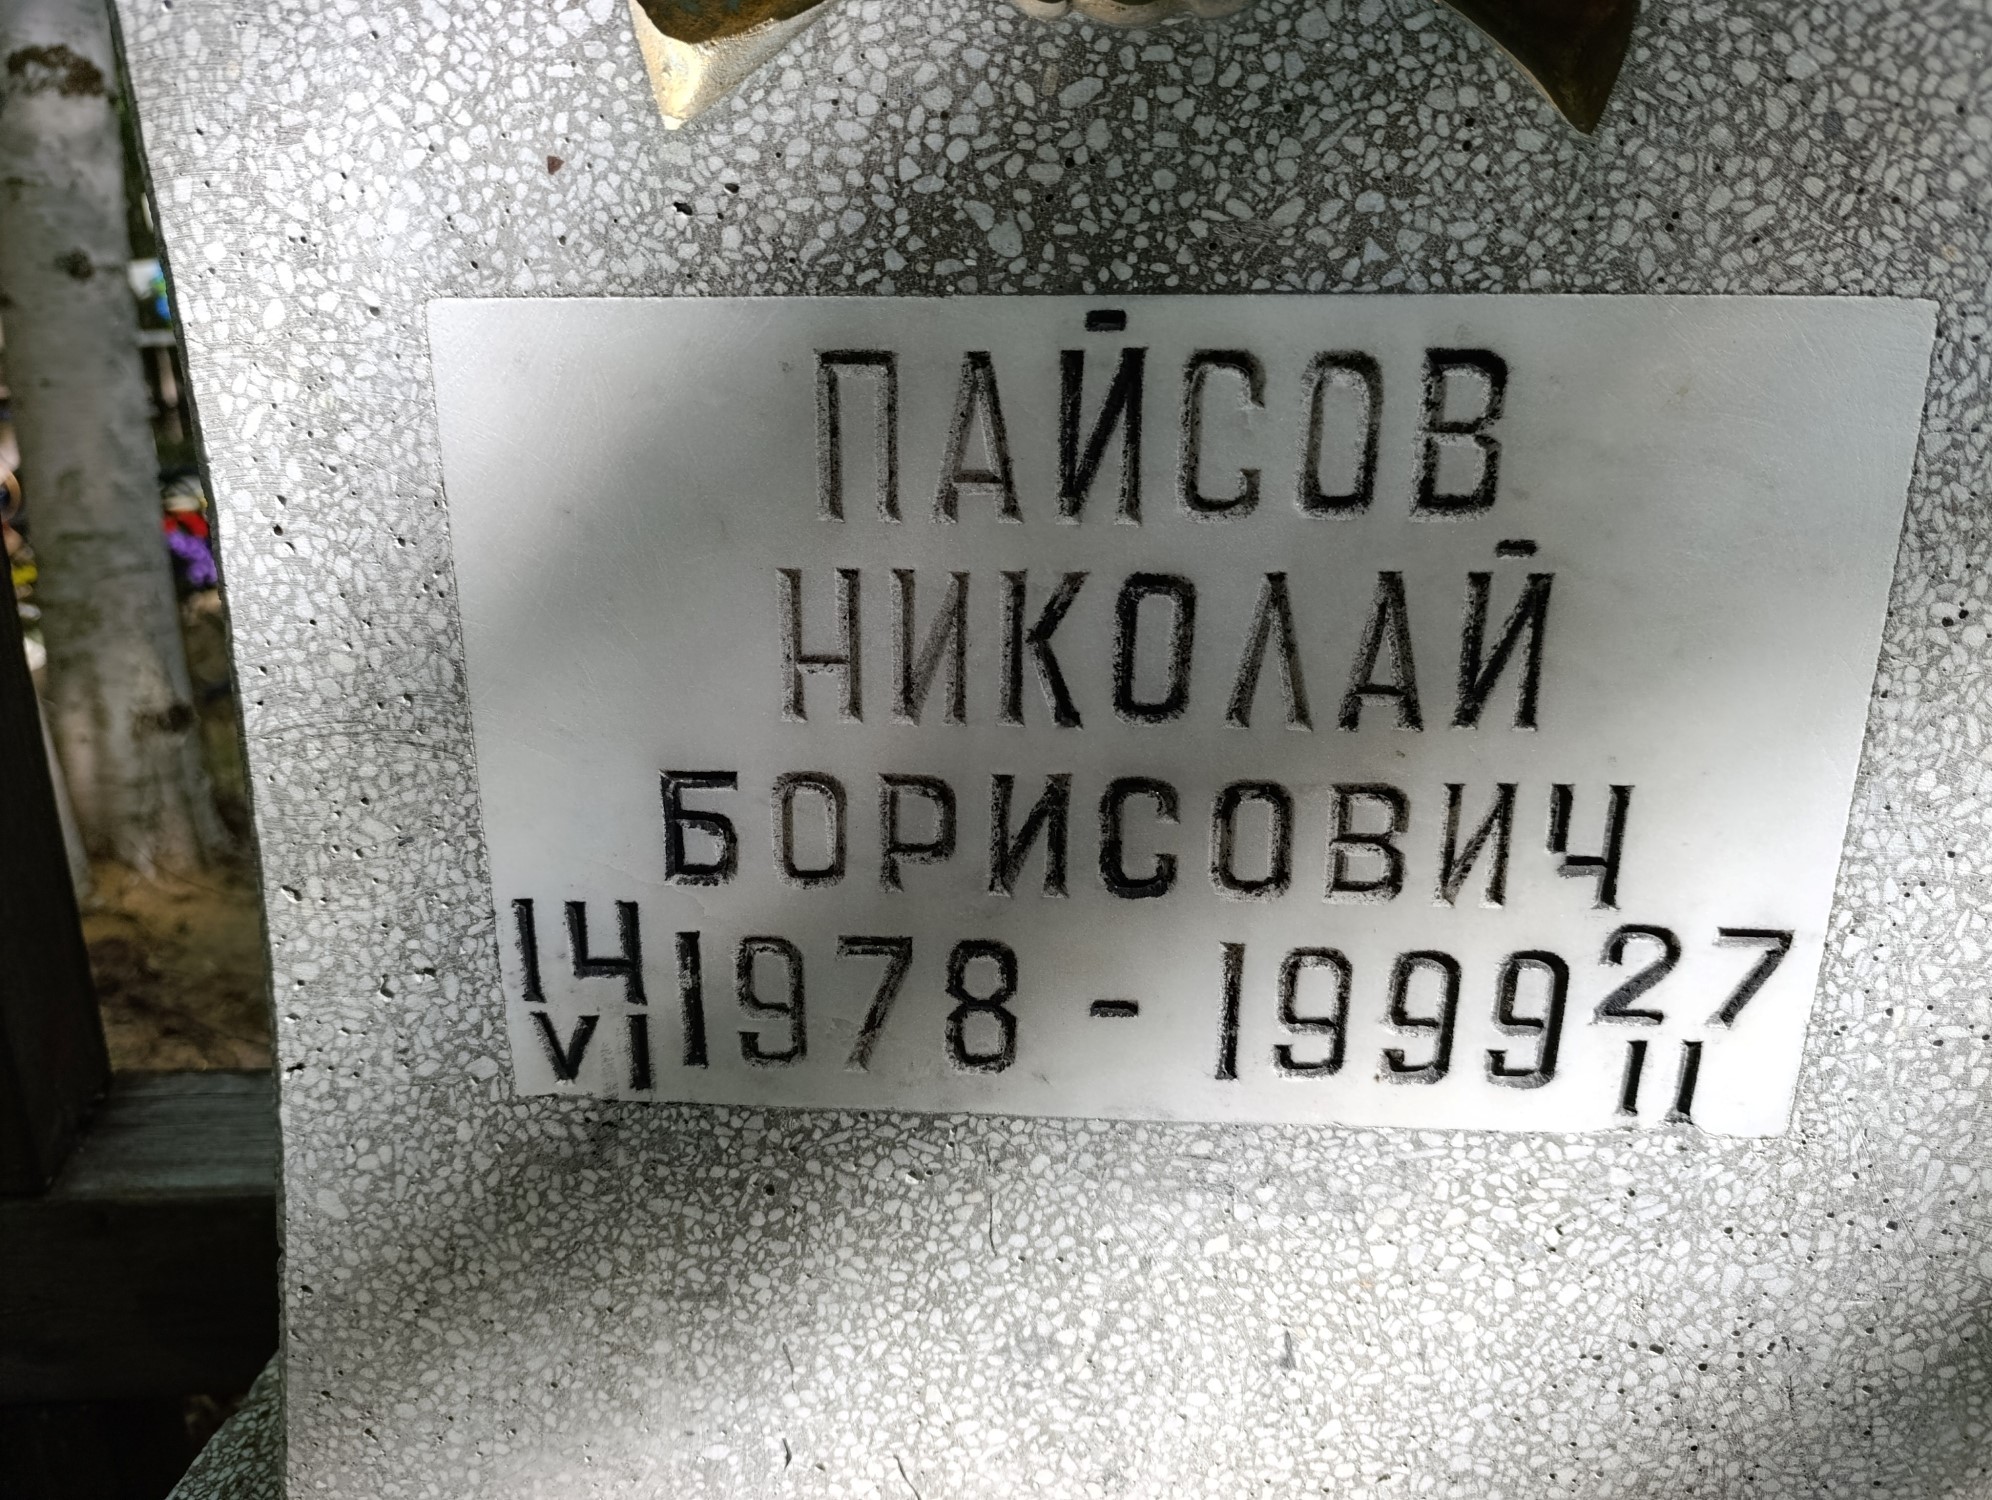 ПАЙСОВ
НИКОЛАЙ
БОРИСОВИЧ
14 VI 1978 - 1999 27 II